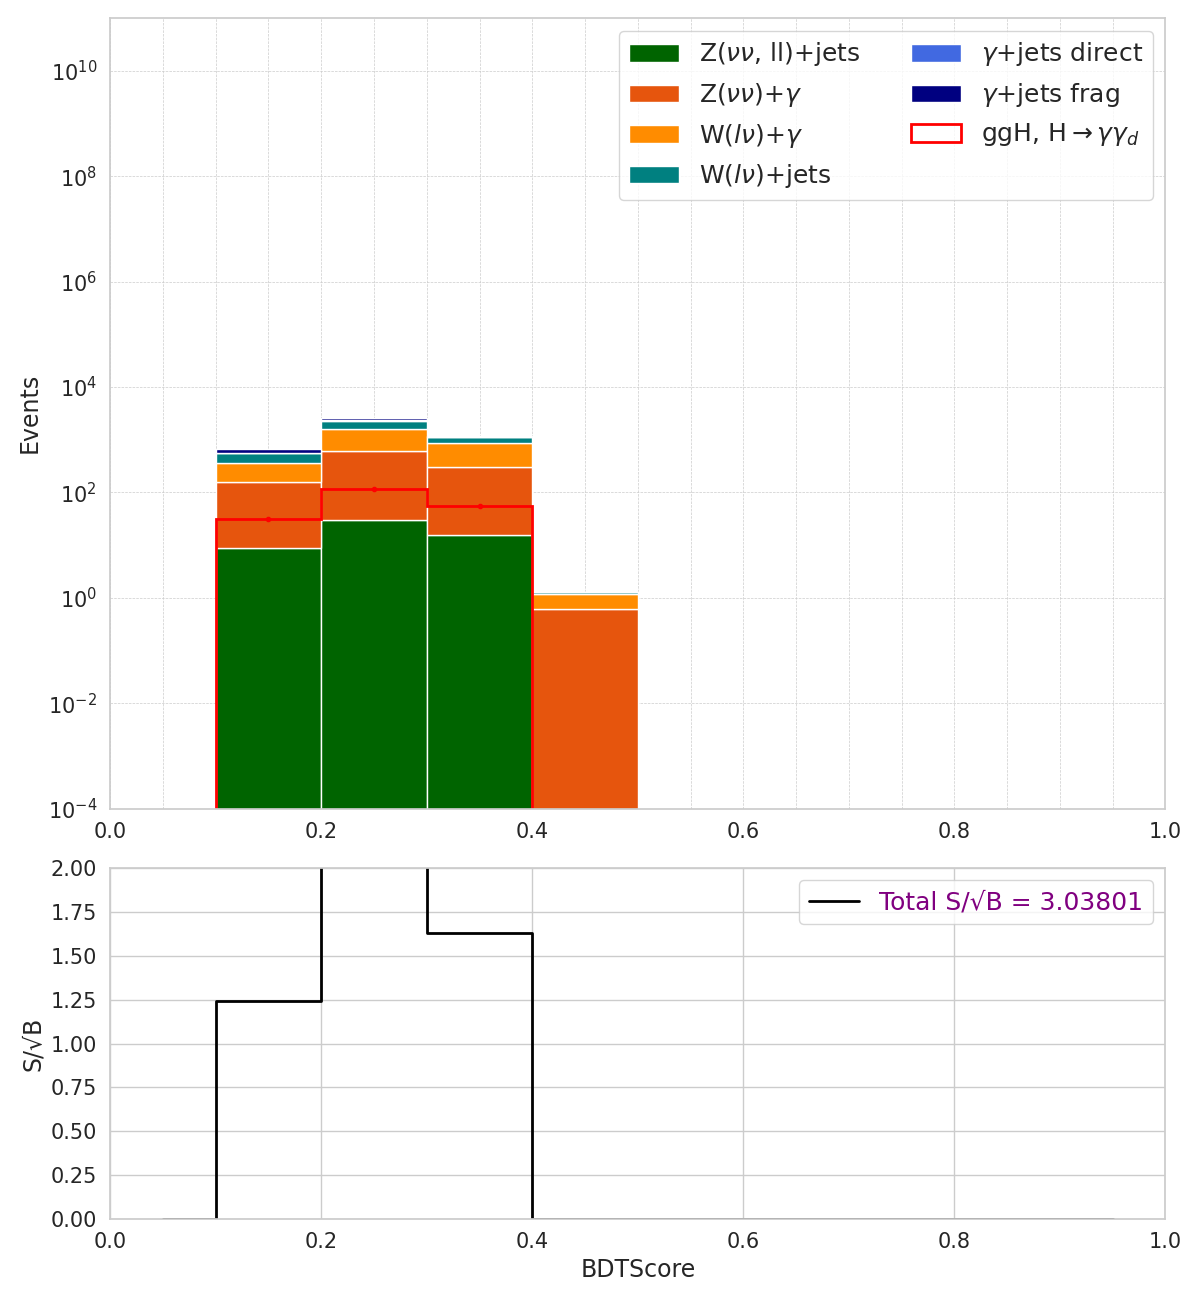 Z(νν, ll)+jets
Z(νν)+γ
W(lν)+γ
W(lν)+jets
γ+jets direct
γ+jets frag
ggH, H→γγ_d
Events
10^10
10^8
10^6
10^4
10^2
10^0
10^−2
10^−4
0.0 0.2 0.4 0.6 0.8 1.0
Total S/√B = 3.03801
S/√B
2.00
1.75
1.50
1.25
1.00
0.75
0.50
0.25
0.00
0.0 0.2 0.4 0.6 0.8 1.0
BDTScore